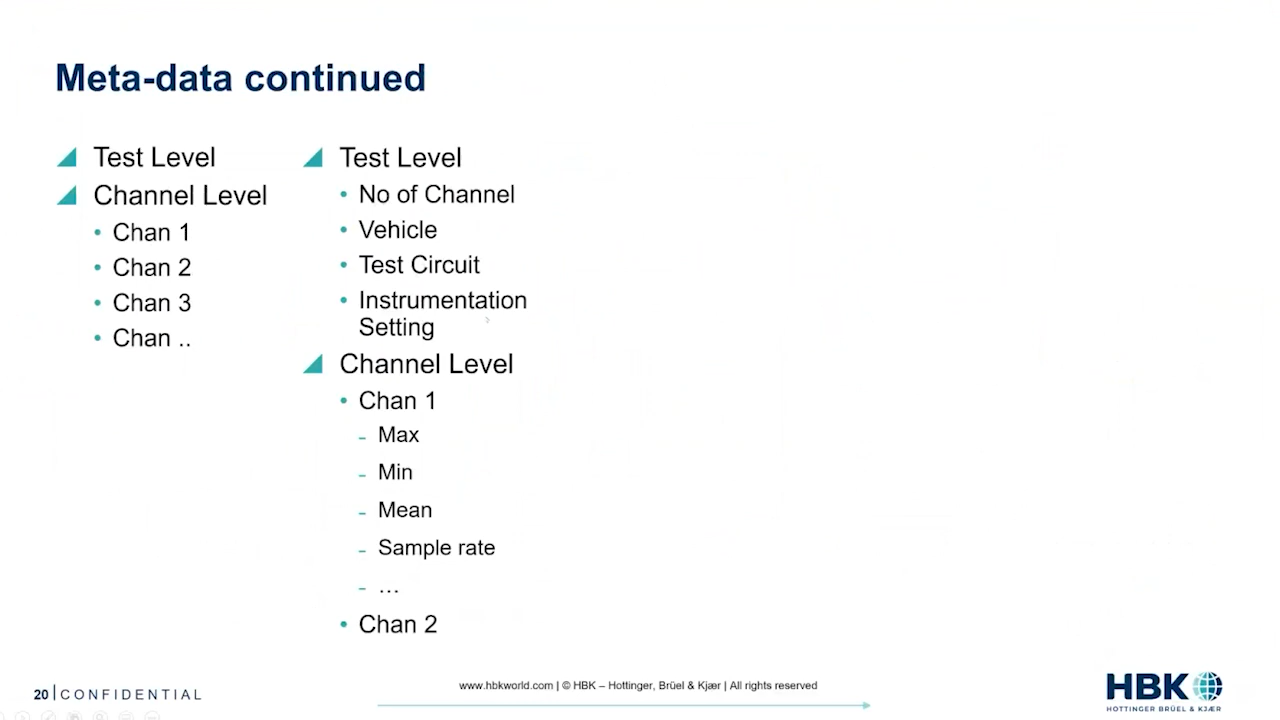 Meta-data continued
Test Level
Channel Level
Chan 1
Chan 2
Chan 3
Chan ..
Test Level
No of Channel
Vehicle
Test Circuit
Instrumentation
Setting
Channel Level
Chan 1
Max
Min
Mean
Sample rate
...
Chan 2
20 | CONFIDENTIAL
www.hbkworld.com | © HBK – Hottinger, Brüel & Kjær | All rights reserved
HBK
HOTTINGER BRÜEL & KJÆR